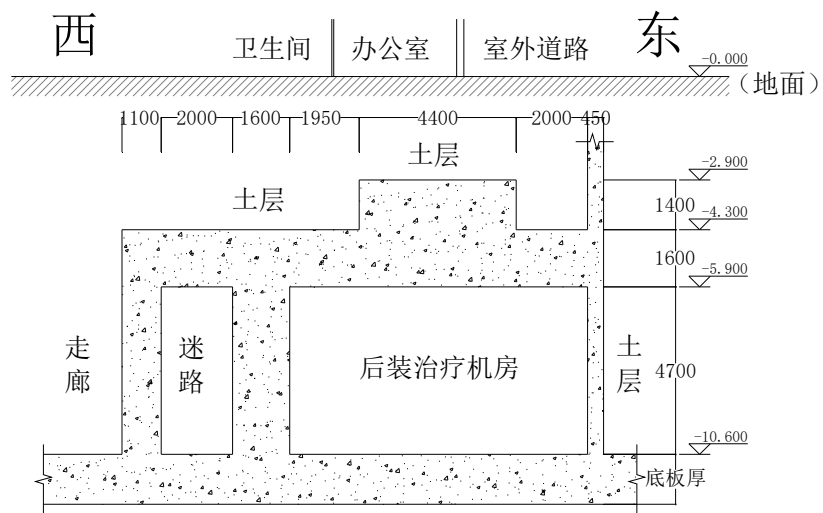 西
东
卫生间
办公室
室外道路
-0.000
(地面)
1100
2000
1600
1950
4400
2000
450
土层
-2.900
土层
1400
-4.300
1600
-5.900
走廊
迷路
后装治疗机房
土层
4700
-10.600
底板厚